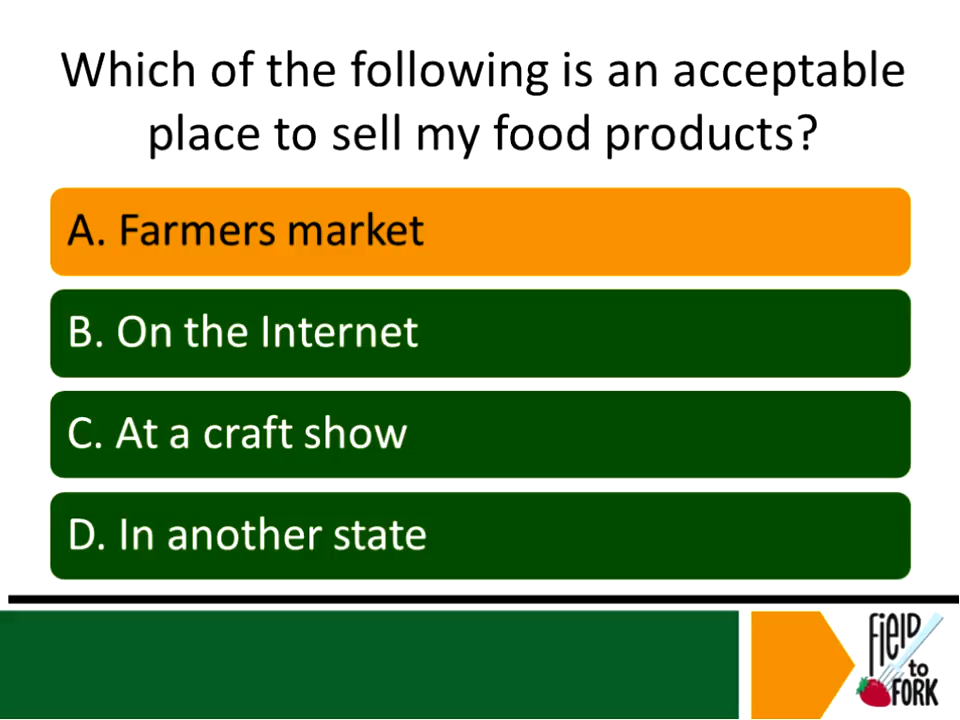 Which of the following is an acceptable
place to sell my food products?
A. Farmers market
B. On the Internet
C. At a craft show
D. In another state
FielD
to
FORK